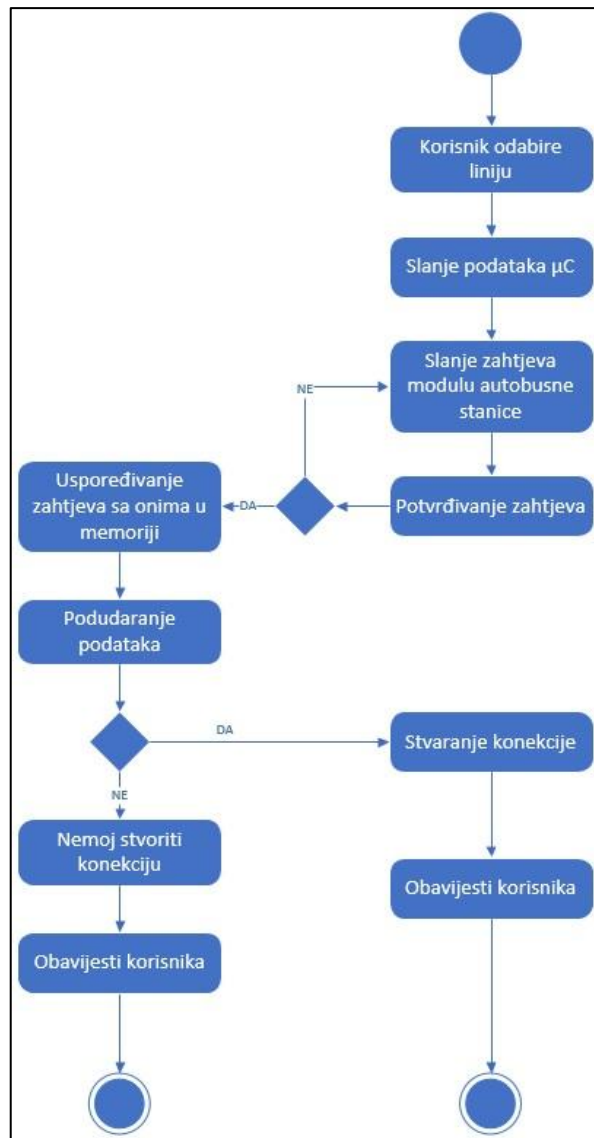 Korisnik odabire
liniju
Slanje podataka µC
Slanje zahtjeva
modulu autobusne
stanice
NE
Potvrđivanje zahtjeva
DA
Uspoređivanje
zahtjeva sa onima u
memoriji
Podudaranje
podataka
DA
Stvaranje konekcije
NE
Nemoj stvoriti
konekciju
Obavijesti korisnika
Obavijesti korisnika